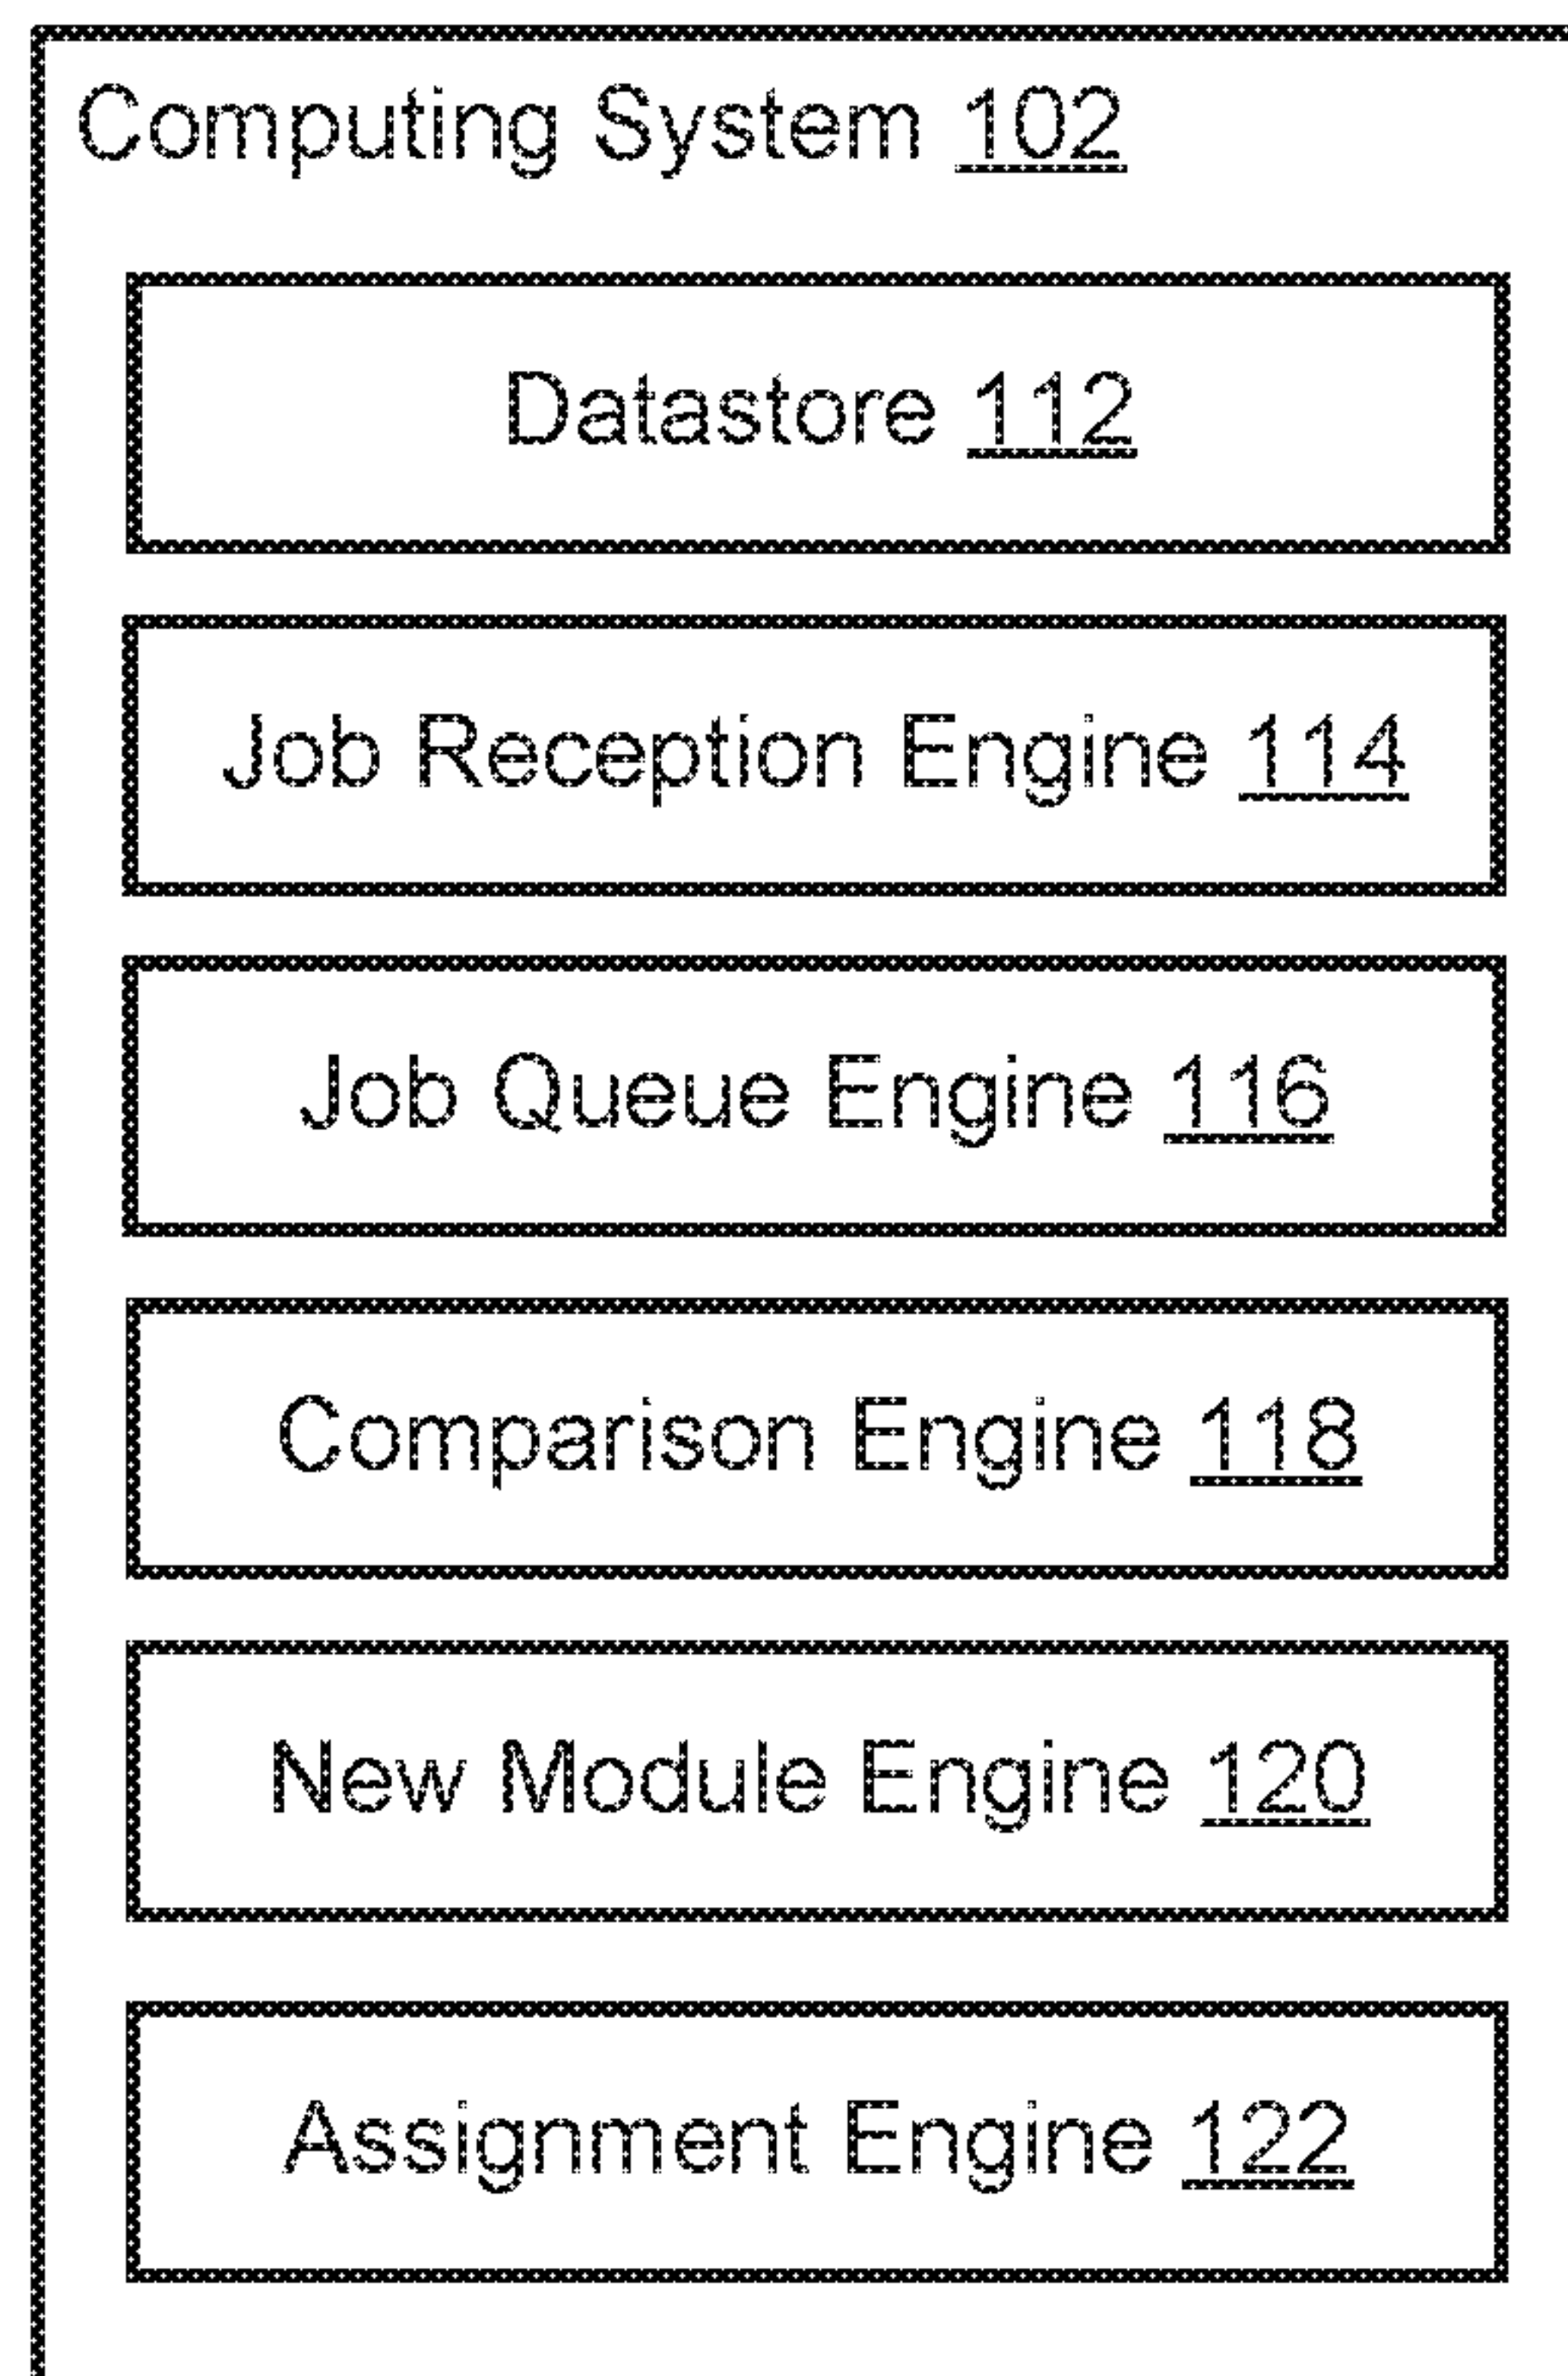 Computing System 102
Datastore 112
Job Reception Engine 114
Job Queue Engine 116
Comparison Engine 118
New Module Engine 120
Assignment Engine 122